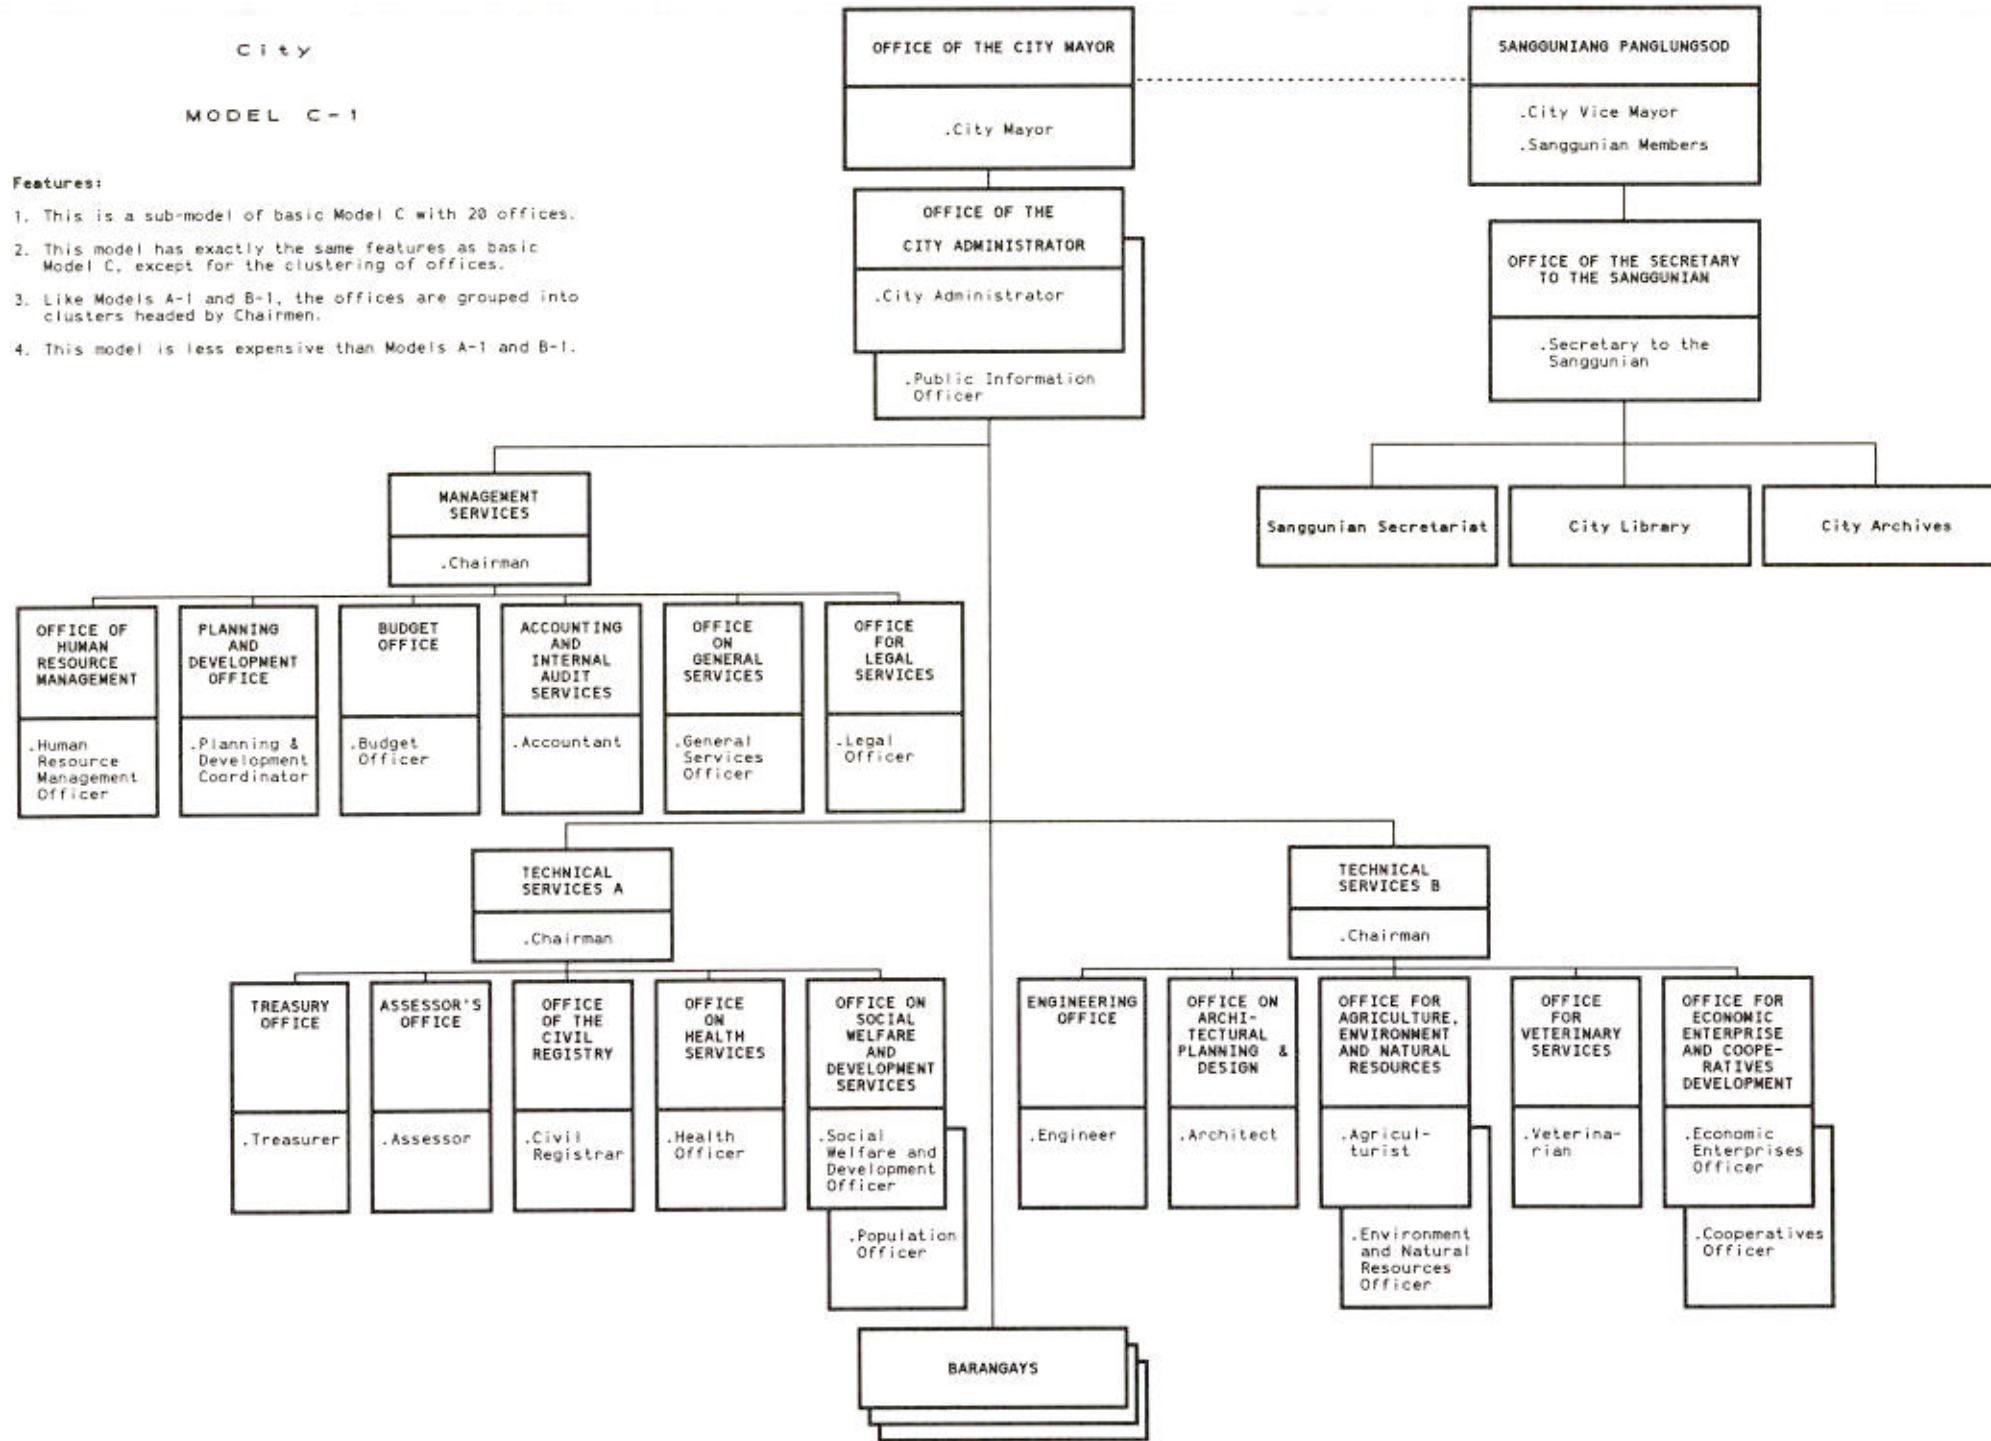 City
MODEL C-1
Features:
1. This is a sub-model of basic Model C with 20 offices.
2. This model has exactly the same features as basic
Model C, except for the clustering of offices.
3. Like Models A-1 and B-1, the offices are grouped into
clusters headed by Chairmen.
4. This model is less expensive than Models A-1 and B-1.
OFFICE OF THE CITY MAYOR
.City Mayor
SANGGUNIANG PANGLUNGSOD
.City Vice Mayor
.Sanggunian Members
OFFICE OF THE
CITY ADMINISTRATOR
.City Administrator
.Public Information
Officer
OFFICE OF THE SECRETARY
TO THE SANGGUNIAN
.Secretary to the
Sanggunian
Sanggunian Secretariat
City Library
City Archives
MANAGEMENT
SERVICES
.Chairman
OFFICE OF
HUMAN
RESOURCE
MANAGEMENT
.Human
Resource
Management
Officer
PLANNING
AND
DEVELOPMENT
OFFICE
.Planning &
Development
Coordinator
BUDGET
OFFICE
.Budget
Officer
ACCOUNTING
AND
INTERNAL
AUDIT
SERVICES
.Accountant
OFFICE
ON
GENERAL
SERVICES
.General
Services
Officer
OFFICE
FOR
LEGAL
SERVICES
.Legal
Officer
TECHNICAL
SERVICES A
.Chairman
TREASURY
OFFICE
.Treasurer
ASSESSOR'S
OFFICE
.Assessor
OFFICE
OF THE
CIVIL
REGISTRY
.Civil
Registrar
OFFICE
ON
HEALTH
SERVICES
.Health
Officer
OFFICE ON
SOCIAL
WELFARE
AND
DEVELOPMENT
SERVICES
.Social
Welfare and
Development
Officer
.Population
Officer
TECHNICAL
SERVICES B
.Chairman
ENGINEERING
OFFICE
.Engineer
OFFICE ON
ARCHI-
TECTURAL
PLANNING &
DESIGN
.Architect
OFFICE FOR
AGRICULTURE,
ENVIRONMENT
AND NATURAL
RESOURCES
.Agricul-
turist
.Environment
and Natural
Resources
Officer
OFFICE
FOR
VETERINARY
SERVICES
.Veterina-
rian
OFFICE FOR
ECONOMIC
ENTERPRISE
AND COOPE-
RATIVES
DEVELOPMENT
.Economic
Enterprises
Officer
.Cooperatives
Officer
BARANGAYS